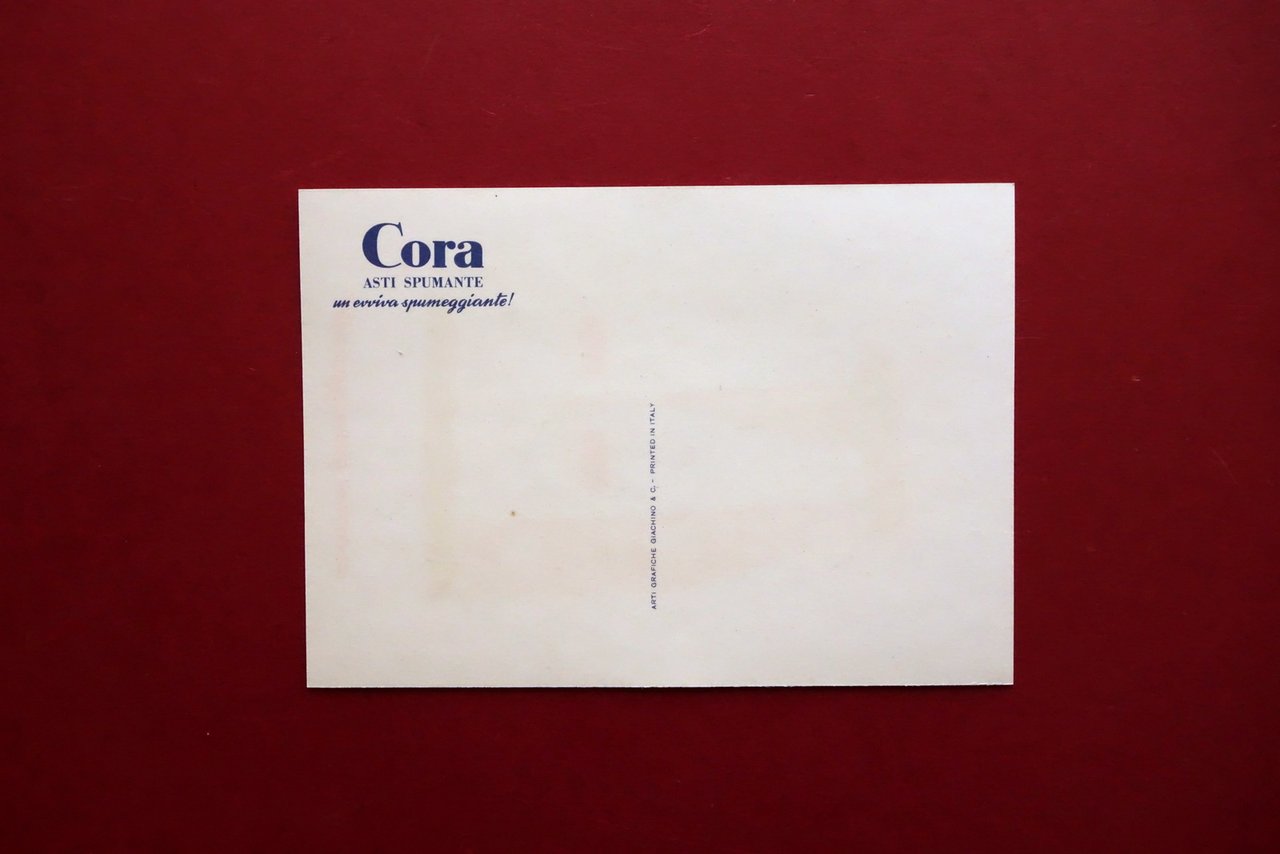 Cora
ASTI SPUMANTE
un evviva spumeggiante!
ARTI GRAFICHE GIACHINO & C. - PRINTED IN ITALY